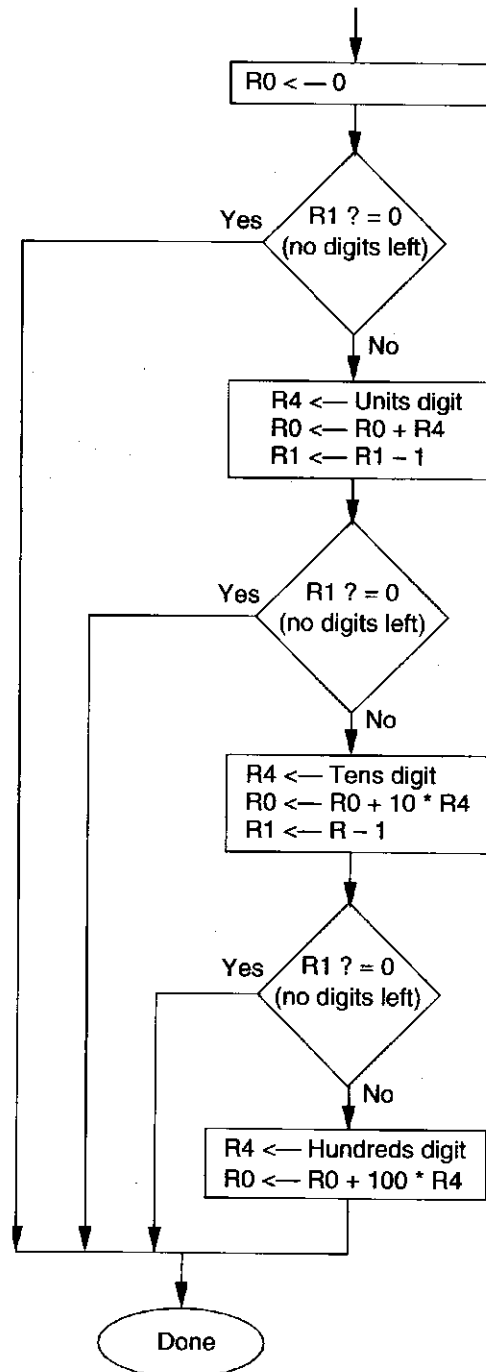 R0 <— 0
R1 ? = 0
(no digits left)
Yes
No
R4 <— Units digit
R0 <— R0 + R4
R1 <— R1 – 1
R1 ? = 0
(no digits left)
Yes
No
R4 <— Tens digit
R0 <— R0 + 10 * R4
R1 <— R – 1
R1 ? = 0
(no digits left)
Yes
No
R4 <— Hundreds digit
R0 <— R0 + 100 * R4
Done